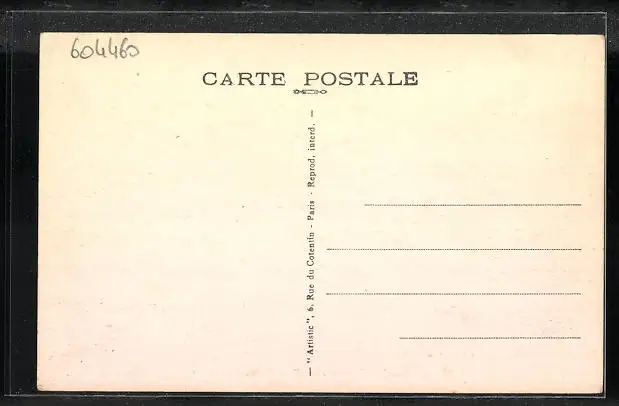 604460
CARTE POSTALE
— "Artistic", 6, Rue du Cotentin - Paris - Reprod. interd. —